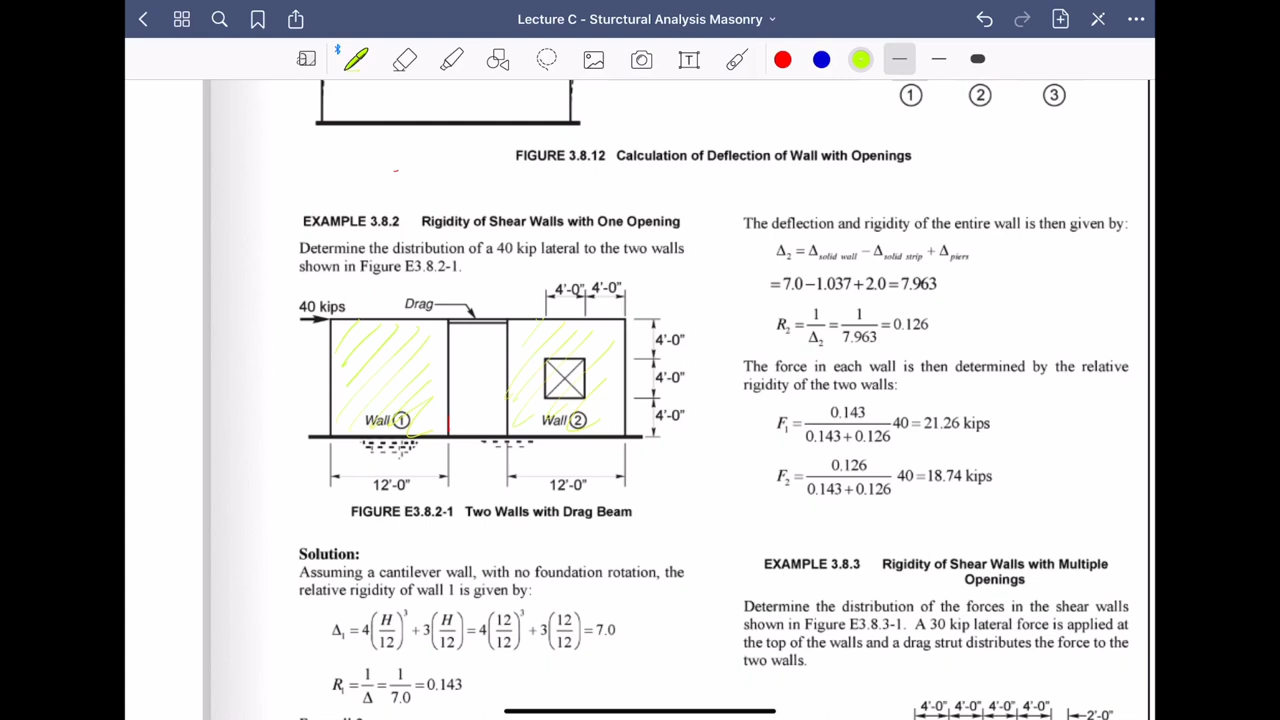 Lecture C - Sturctural Analysis Masonry
① ② ③
FIGURE 3.8.12 Calculation of Deflection of Wall with Openings
EXAMPLE 3.8.2 Rigidity of Shear Walls with One Opening
Determine the distribution of a 40 kip lateral to the two walls
shown in Figure E3.8.2-1.
4'-0" 4'-0"
40 kips
Drag
4'-0"
4'-0"
4'-0"
Wall ①
Wall ②
12'-0"
12'-0"
FIGURE E3.8.2-1 Two Walls with Drag Beam
Solution:
Assuming a cantilever wall, with no foundation rotation, the
relative rigidity of wall 1 is given by:
Δ₁ = 4(H/12)³ + 3(H/12) = 4(12/12)³ + 3(12/12) = 7.0
R₁ = 1/Δ = 1/7.0 = 0.143
The deflection and rigidity of the entire wall is then given by:
Δ₂ = Δ solid wall − Δ solid strip + Δ piers
= 7.0 − 1.037 + 2.0 = 7.963
R₂ = 1/Δ₂ = 1/7.963 = 0.126
The force in each wall is then determined by the relative
rigidity of the two walls:
F₁ = 0.143/(0.143 + 0.126) 40 = 21.26 kips
F₂ = 0.126/(0.143 + 0.126) 40 = 18.74 kips
EXAMPLE 3.8.3 Rigidity of Shear Walls with Multiple
Openings
Determine the distribution of the forces in the shear walls
shown in Figure E3.8.3-1. A 30 kip lateral force is applied at
the top of the walls and a drag strut distributes the force to the
two walls.
4'-0" 4'-0" 4'-0" 4'-0" 2'-0"